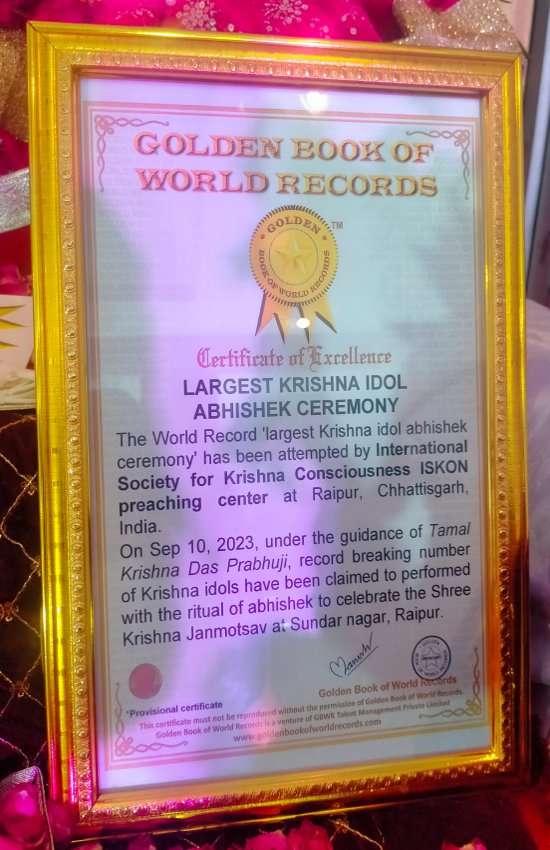 GOLDEN BOOK OF
WORLD RECORDS
GOLDEN
BOOK OF WORLD RECORDS
TM
Certificate of Excellence
LARGEST KRISHNA IDOL
ABHISHEK CEREMONY
The World Record 'largest Krishna idol abhishek
ceremony' has been attempted by International
Society for Krishna Consciousness ISKON
preaching center at Raipur, Chhattisgarh,
India.
On Sep 10, 2023, under the guidance of Tamal
Krishna Das Prabhuji, record breaking number
of Krishna idols have been claimed to performed
with the ritual of abhishek to celebrate the Shree
Krishna Janmotsav at Sundar nagar, Raipur.
Golden Book of World Records
*Provisional certificate
This certificate must not be reproduced without the permission of Golden Book of World Records
Golden Book of World Records is a venture of GBWR Talent Management Private Limited
www.goldenbookofworldrecords.com